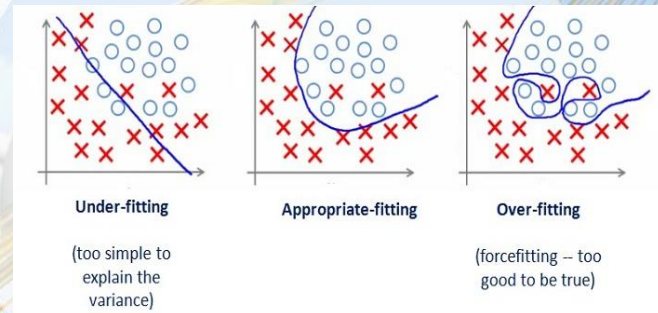 Under-fitting
(too simple to
explain the
variance)
Appropriate-fitting
Over-fitting
(forcefitting -- too
good to be true)